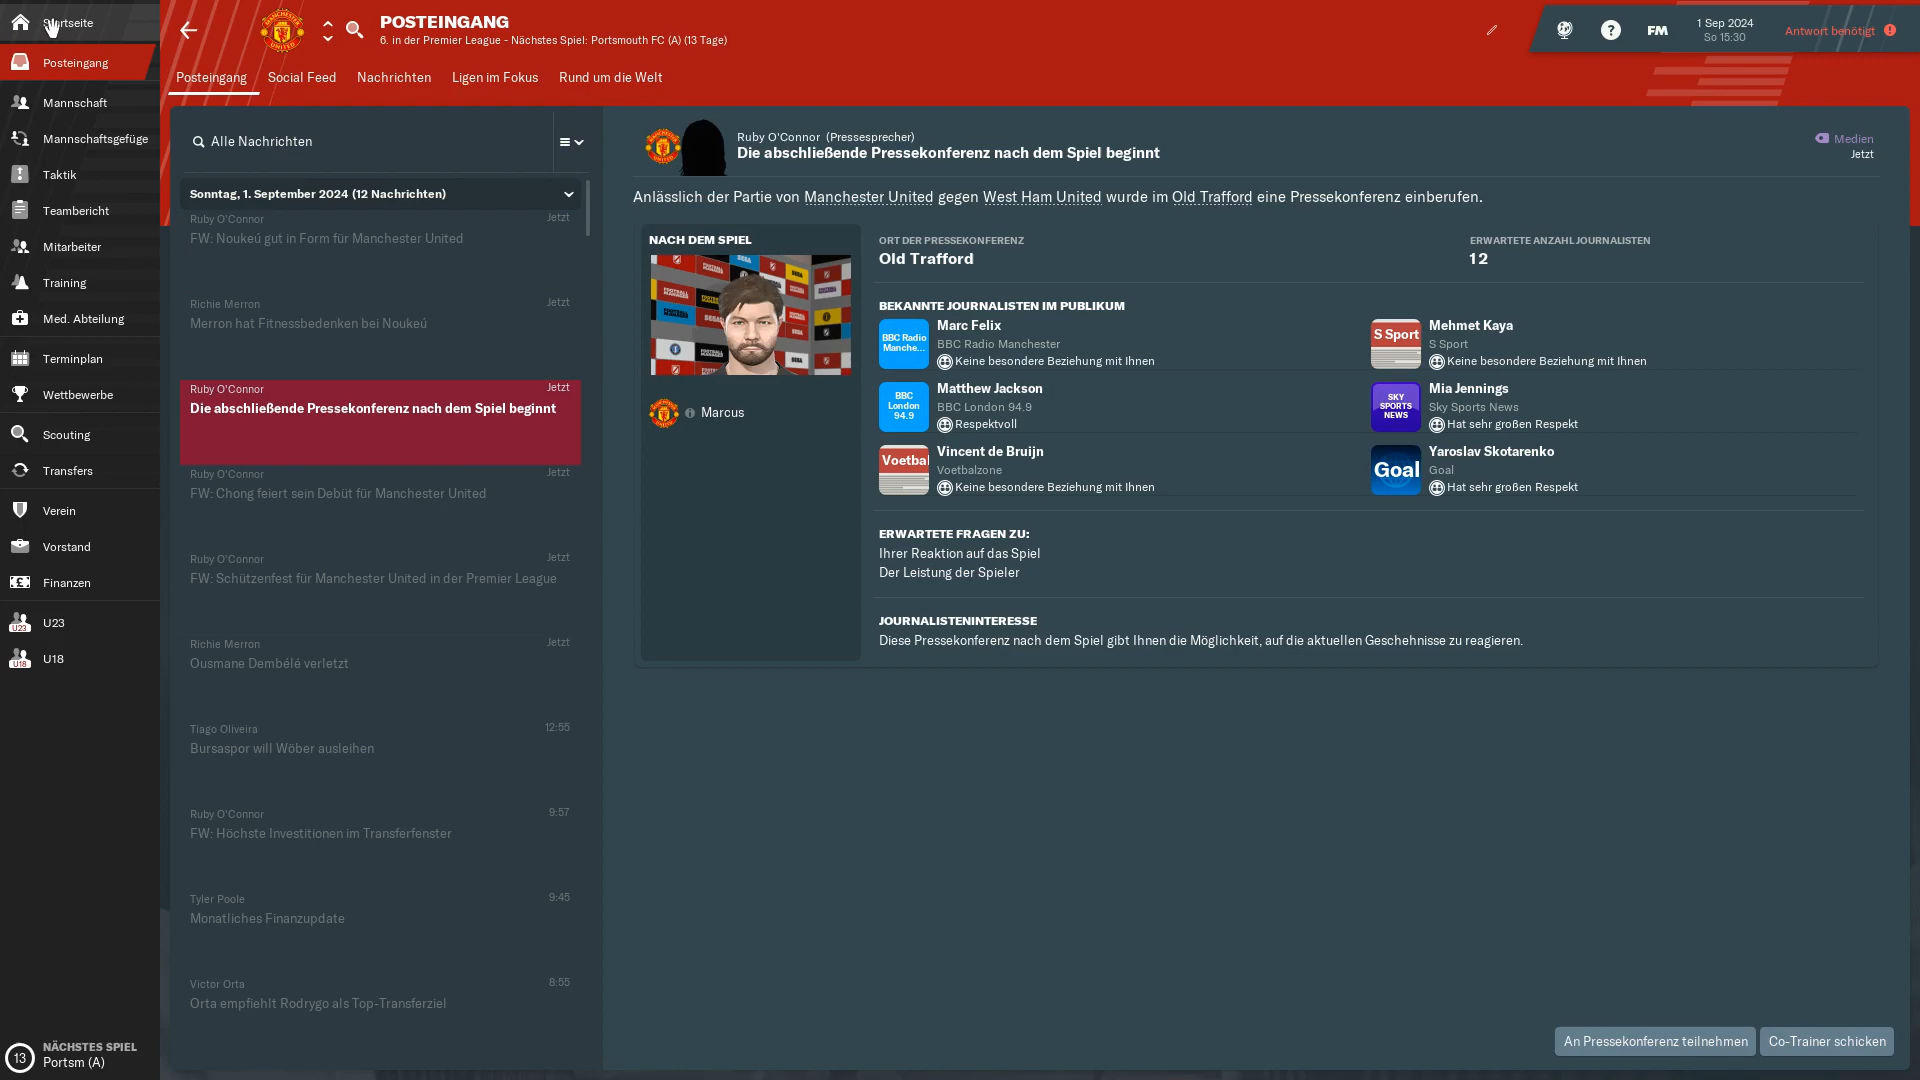 Startseite
Posteingang
Mannschaft
Mannschaftsgefüge
Taktik
Teambericht
Mitarbeiter
Training
Med. Abteilung
Terminplan
Wettbewerbe
Scouting
Transfers
Verein
Vorstand
Finanzen
U23
U23
U18
U18
13
NÄCHSTES SPIEL
Portsm (A)
POSTEINGANG
6. in der Premier League - Nächstes Spiel: Portsmouth FC (A) (13 Tage)
FM
1 Sep 2024
So 15:30
Antwort benötigt
Posteingang Social Feed Nachrichten Ligen im Fokus Rund um die Welt
Alle Nachrichten
Sonntag, 1. September 2024 (12 Nachrichten)
Ruby O'Connor Jetzt
FW: Noukeú gut in Form für Manchester United
Richie Merron Jetzt
Merron hat Fitnessbedenken bei Noukeú
Ruby O'Connor Jetzt
Die abschließende Pressekonferenz nach dem Spiel beginnt
Ruby O'Connor Jetzt
FW: Chong feiert sein Debüt für Manchester United
Ruby O'Connor Jetzt
FW: Schützenfest für Manchester United in der Premier League
Richie Merron Jetzt
Ousmane Dembélé verletzt
Tiago Oliveira 12:55
Bursaspor will Wöber ausleihen
Ruby O'Connor 9:57
FW: Höchste Investitionen im Transferfenster
Tyler Poole 9:45
Monatliches Finanzupdate
Victor Orta 8:55
Orta empfiehlt Rodrygo als Top-Transferziel
Ruby O'Connor (Pressesprecher)
Die abschließende Pressekonferenz nach dem Spiel beginnt
Medien
Jetzt
Anlässlich der Partie von Manchester United gegen West Ham United wurde im Old Trafford eine Pressekonferenz einberufen.
NACH DEM SPIEL
Marcus
ORT DER PRESSEKONFERENZ
Old Trafford
ERWARTETE ANZAHL JOURNALISTEN
12
BEKANNTE JOURNALISTEN IM PUBLIKUM
BBC Radio
Manche...
Marc Felix
BBC Radio Manchester
Keine besondere Beziehung mit Ihnen
S Sport
Mehmet Kaya
S Sport
Keine besondere Beziehung mit Ihnen
BBC
London
94.9
Matthew Jackson
BBC London 94.9
Respektvoll
SKY
SPORTS
NEWS
Mia Jennings
Sky Sports News
Hat sehr großen Respekt
Voetbal
Vincent de Bruijn
Voetbalzone
Keine besondere Beziehung mit Ihnen
Goal
Yaroslav Skotarenko
Goal
Hat sehr großen Respekt
ERWARTETE FRAGEN ZU:
Ihrer Reaktion auf das Spiel
Der Leistung der Spieler
JOURNALISTENINTERESSE
Diese Pressekonferenz nach dem Spiel gibt Ihnen die Möglichkeit, auf die aktuellen Geschehnisse zu reagieren.
An Pressekonferenz teilnehmen
Co-Trainer schicken